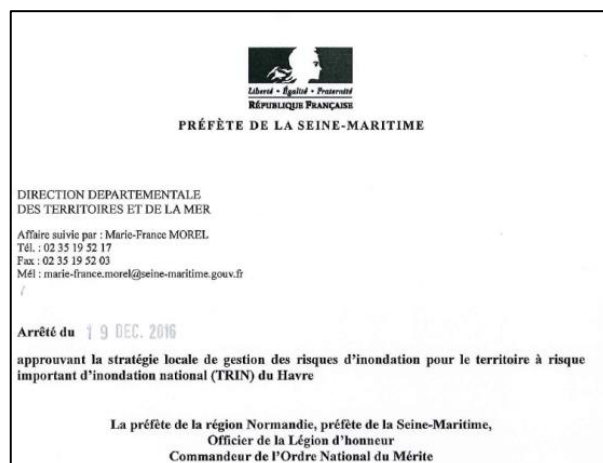 Liberté • Égalité • Fraternité
RÉPUBLIQUE FRANÇAISE
PRÉFÈTE DE LA SEINE-MARITIME
DIRECTION DEPARTEMENTALE
DES TERRITOIRES ET DE LA MER
Affaire suivie par : Marie-France MOREL
Tél. : 02 35 19 52 17
Fax : 02 35 19 52 03
Mél : marie-france.morel@seine-maritime.gouv.fr
Arrêté du 19 DEC. 2016
approuvant la stratégie locale de gestion des risques d'inondation pour le territoire à risque
important d'inondation national (TRIN) du Havre
La préfète de la région Normandie, préfète de la Seine-Maritime,
Officier de la Légion d'honneur
Commandeur de l'Ordre National du Mérite